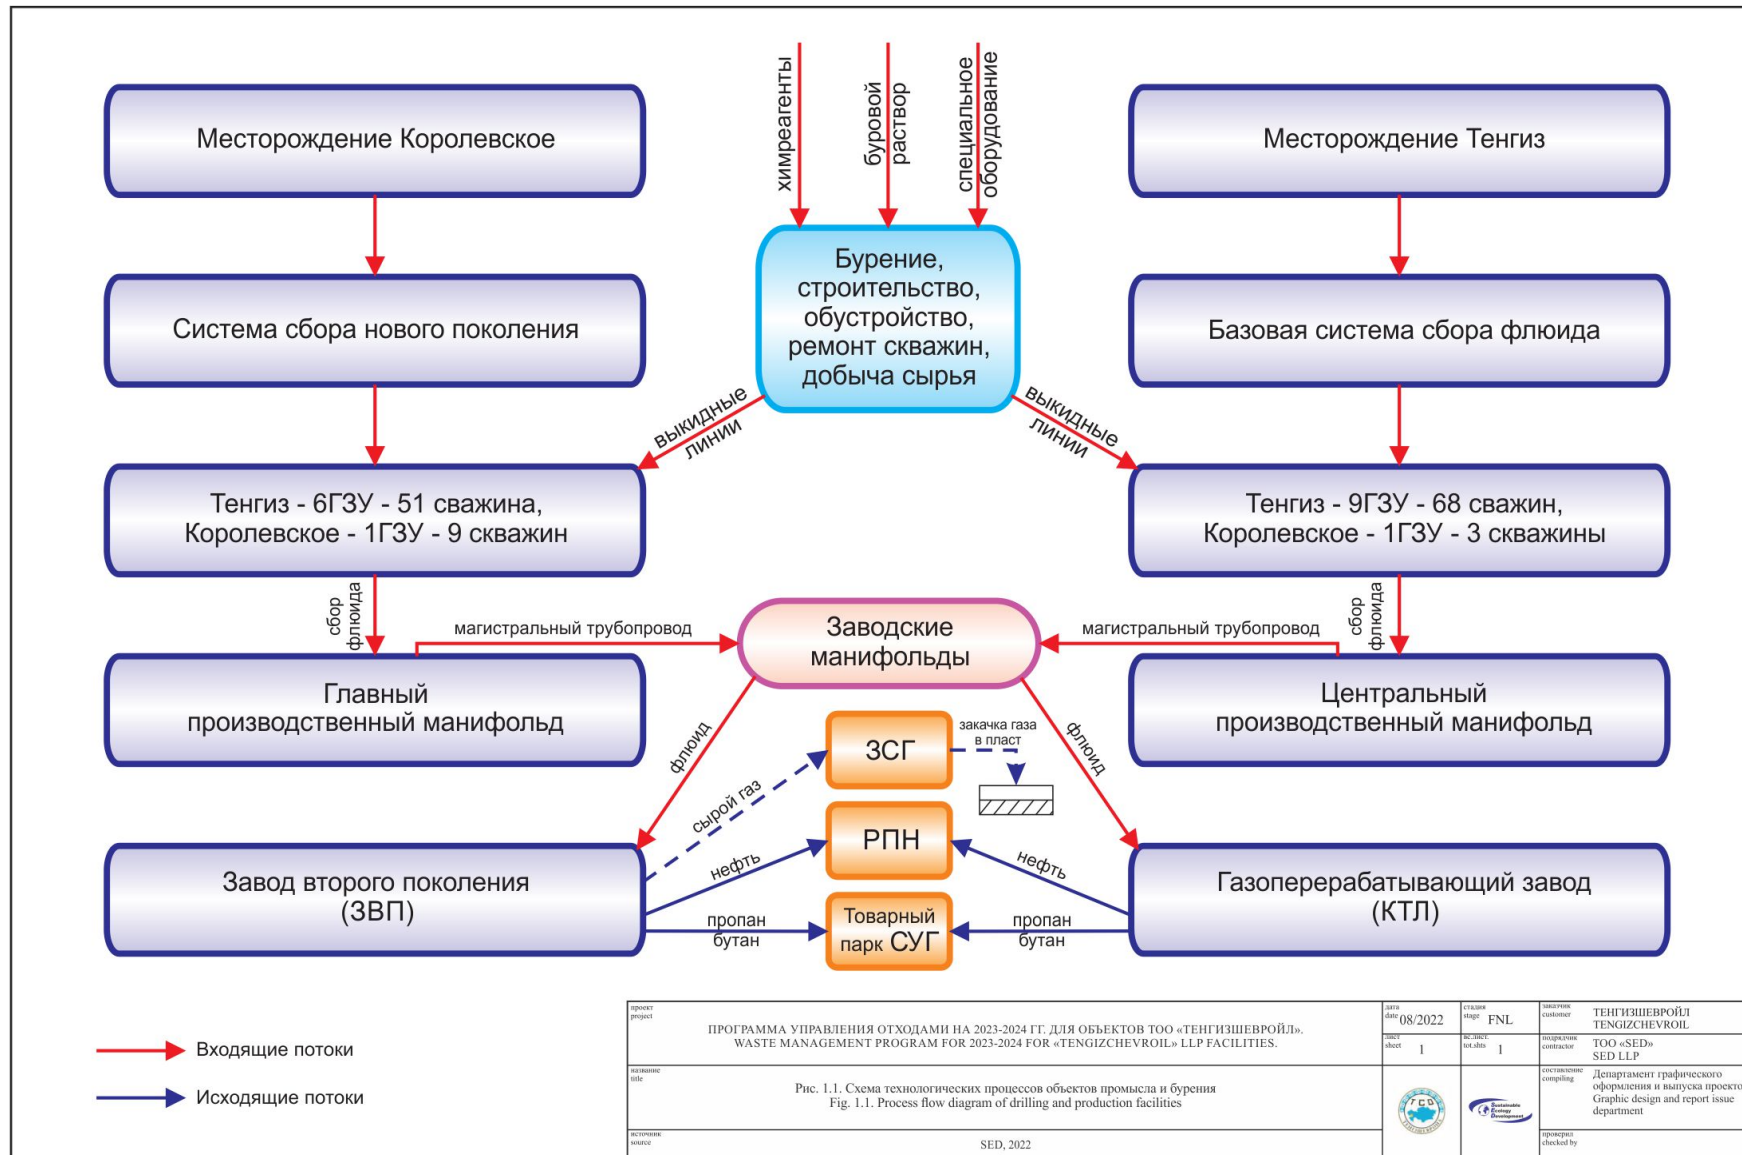 химреагенты
буровой
раствор
специальное
оборудование
Месторождение Королевское
Месторождение Тенгиз
Бурение,
строительство,
обустройство,
ремонт скважин,
добыча сырья
Система сбора нового поколения
Базовая система сбора флюида
выкидные
линии
выкидные
линии
Тенгиз - 6ГЗУ - 51 сважина,
Королевское - 1ГЗУ - 9 скважин
Тенгиз - 9ГЗУ - 68 сважин,
Королевское - 1ГЗУ - 3 скважины
сбор
флюида
магистральный трубопровод
Заводские
манифольды
магистральный трубопровод
сбор
флюида
Главный
производственный манифольд
Центральный
производственный манифольд
флюид
ЗСГ
закачка газа
в пласт
флюид
сырой газ
РПН
нефть
нефть
Завод второго поколения
(ЗВП)
Газоперерабатывающий завод
(КТЛ)
пропан
бутан
Товарный
парк СУГ
пропан
бутан
Входящие потоки
Исходящие потоки
проект
project
ПРОГРАММА УПРАВЛЕНИЯ ОТХОДАМИ НА 2023-2024 ГГ. ДЛЯ ОБЪЕКТОВ ТОО «ТЕНГИЗШЕВРОЙЛ».
WASTE MANAGEMENT PROGRAM FOR 2023-2024 FOR «TENGIZCHEVROIL» LLP FACILITIES.
дата
date 08/2022
стадия
stage FNL
заказчик
customer
ТЕНГИЗШЕВРОЙЛ
TENGIZCHEVROIL
лист
sheet 1
вс.лист.
tot.shts 1
подрядчик
contractor
ТОО «SED»
SED LLP
название
title
Рис. 1.1. Схема технологических процессов объектов промысла и бурения
Fig. 1.1. Process flow diagram of drilling and production facilities
составление
compiling
Департамент графического
оформления и выпуска проекто
Graphic design and report issue
department
Sustainable
Ecology
Development
источник
source
SED, 2022
проверил
checked by